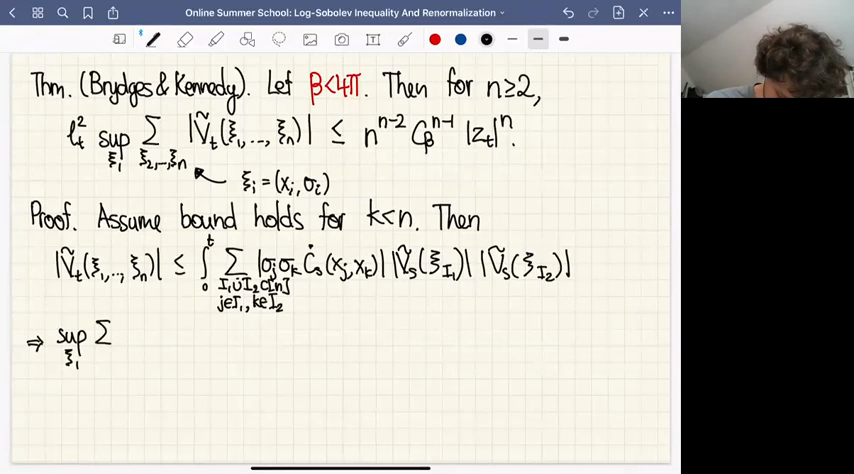 Online Summer School: Log-Sobolev Inequality And Renormalization
Thm. (Brydges & Kennedy). Let β<4π. Then for n≥2,
ℓ_t^2 sup_{ξ_1} ∑_{ξ_2,...,ξ_n} |Ṽ_t(ξ_1,...,ξ_n)| ≤ n^{n-2} C_β^{n-1} |z_t|^n.
ξ_i = (x_i, σ_i)
Proof. Assume bound holds for k<n. Then
|Ṽ_t(ξ_1,...,ξ_n)| ≤ ∫_0^t ∑_{I_1 ∪̇ I_2 ⊂ [n], j∈I_1, k∈I_2} |σ_j σ_k Ċ_s(x_j,x_k)| |Ṽ_s(ξ_{I_1})| |Ṽ_s(ξ_{I_2})|
⇒ sup_{ξ_1} ∑